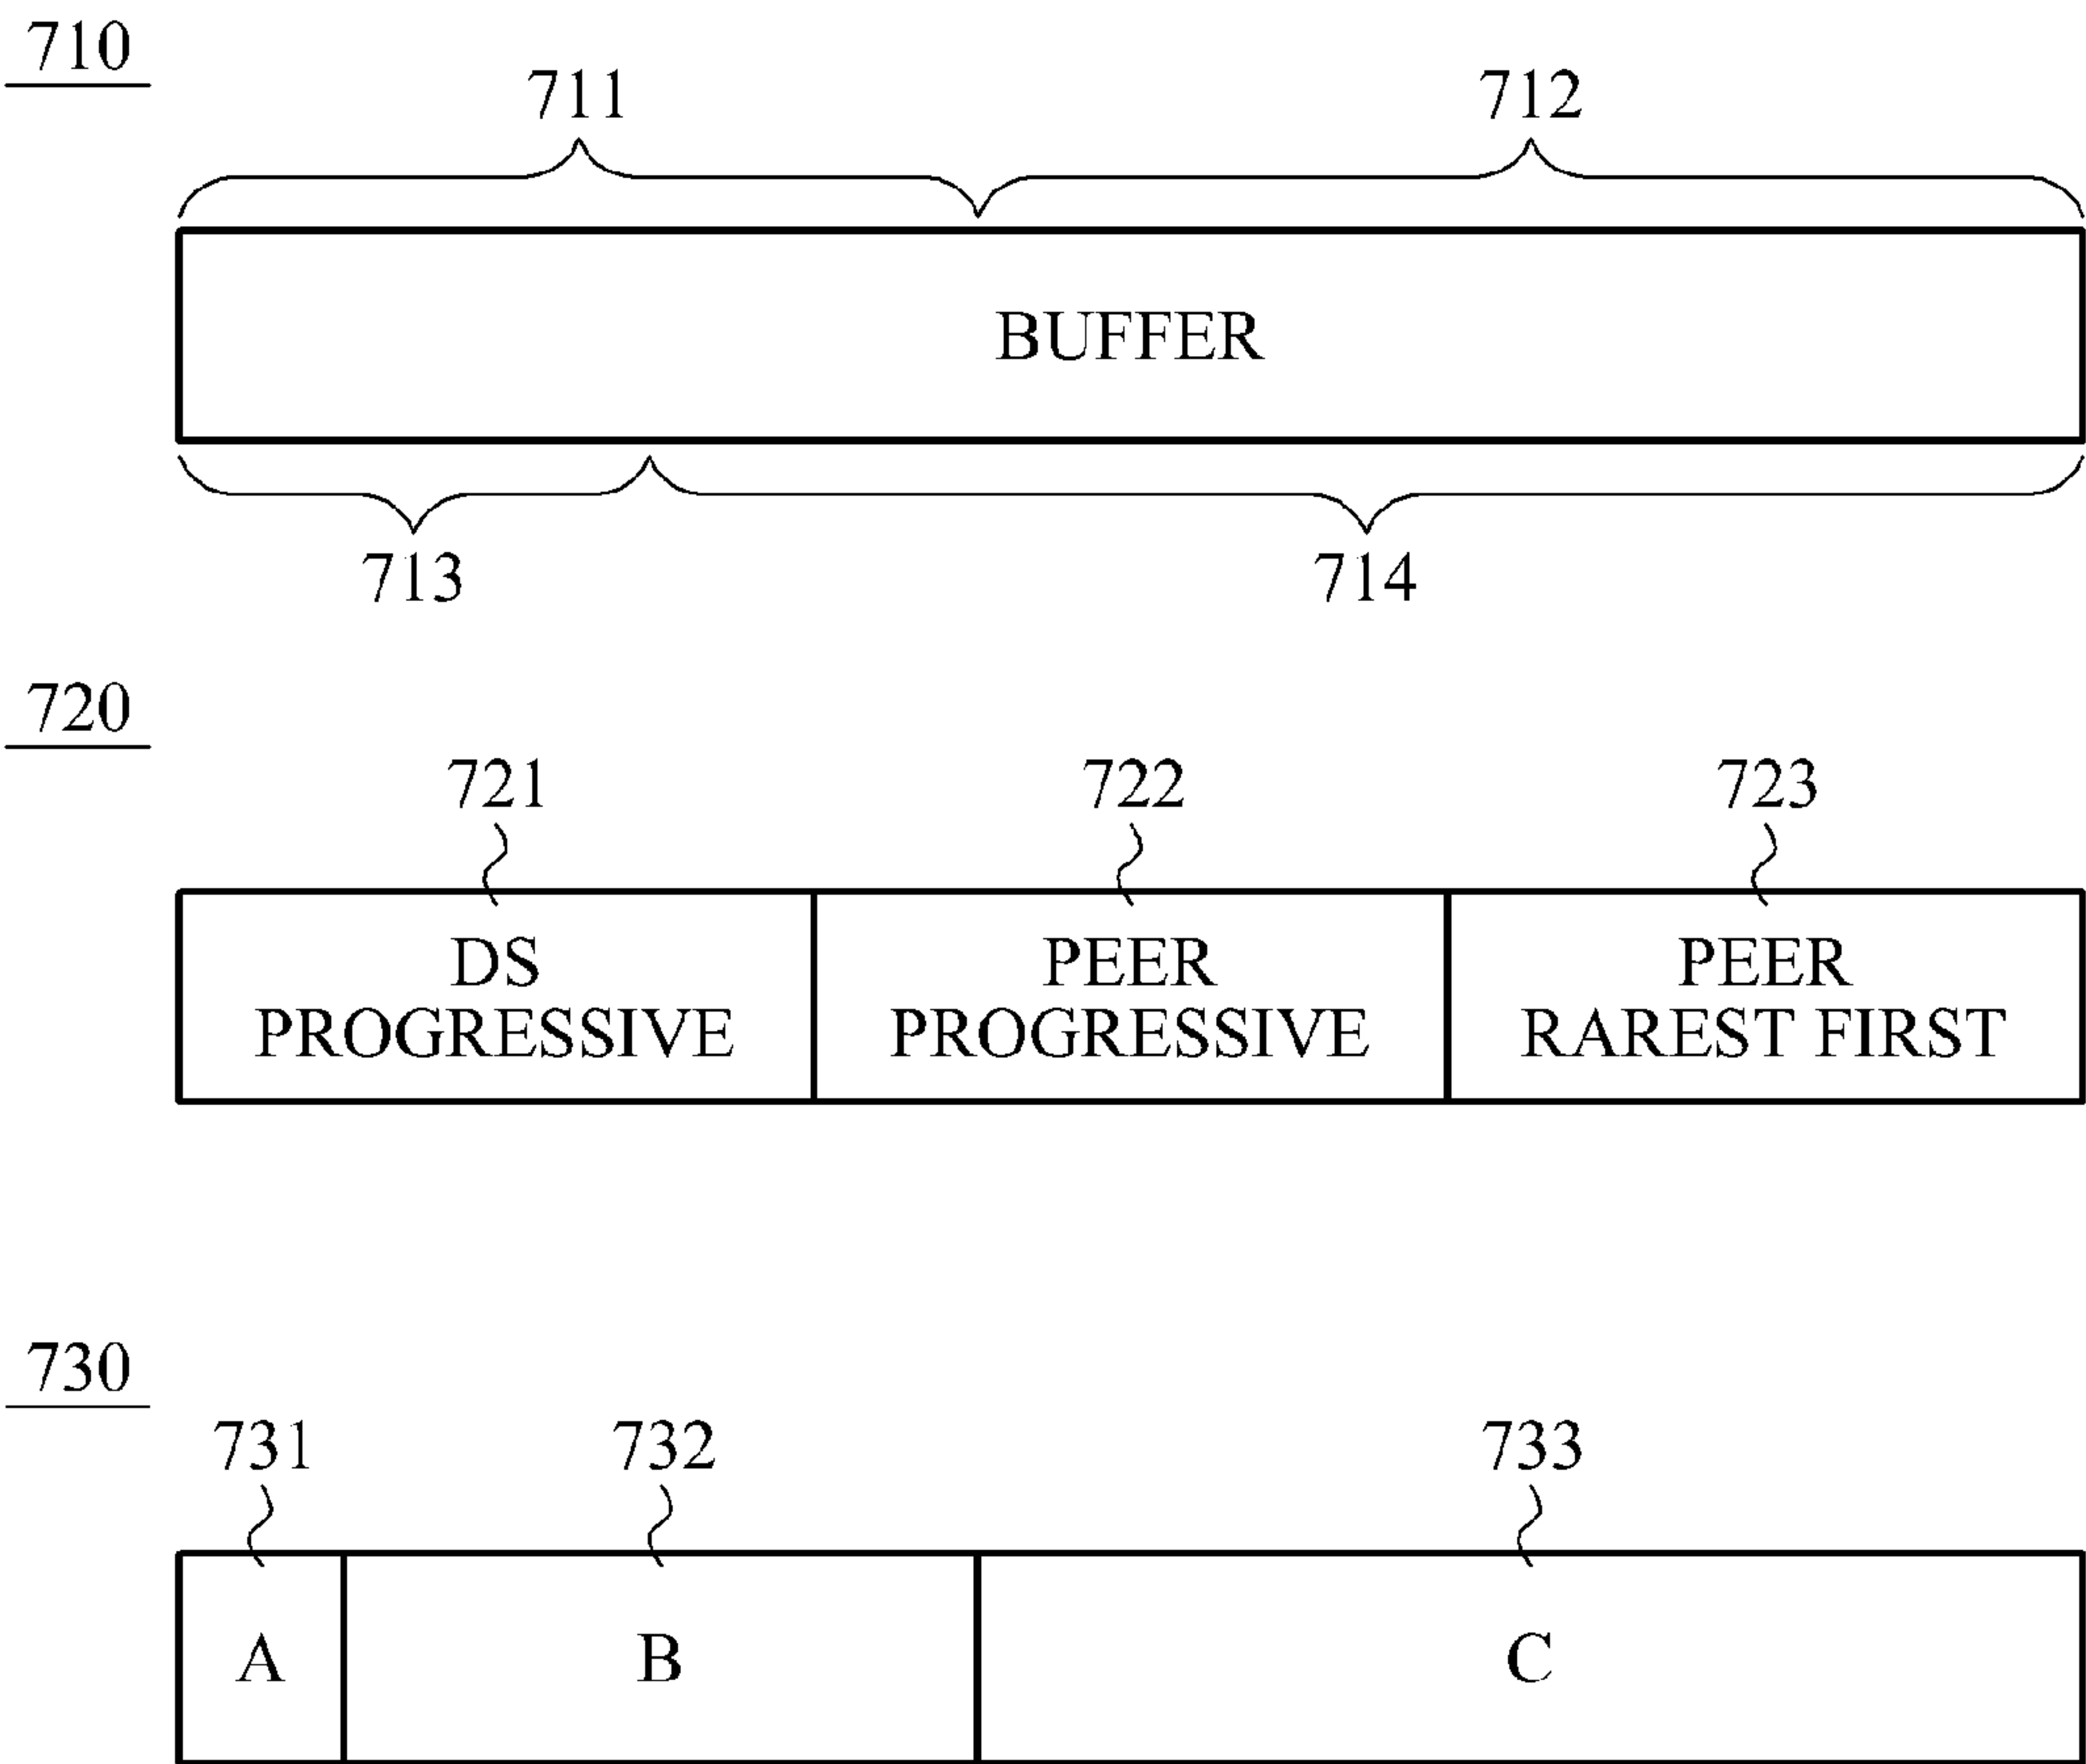 710
711
712
BUFFER
713
714
720
721
722
723
DS
PROGRESSIVE
PEER
PROGRESSIVE
PEER
RAREST FIRST
730
731
732
733
A
B
C